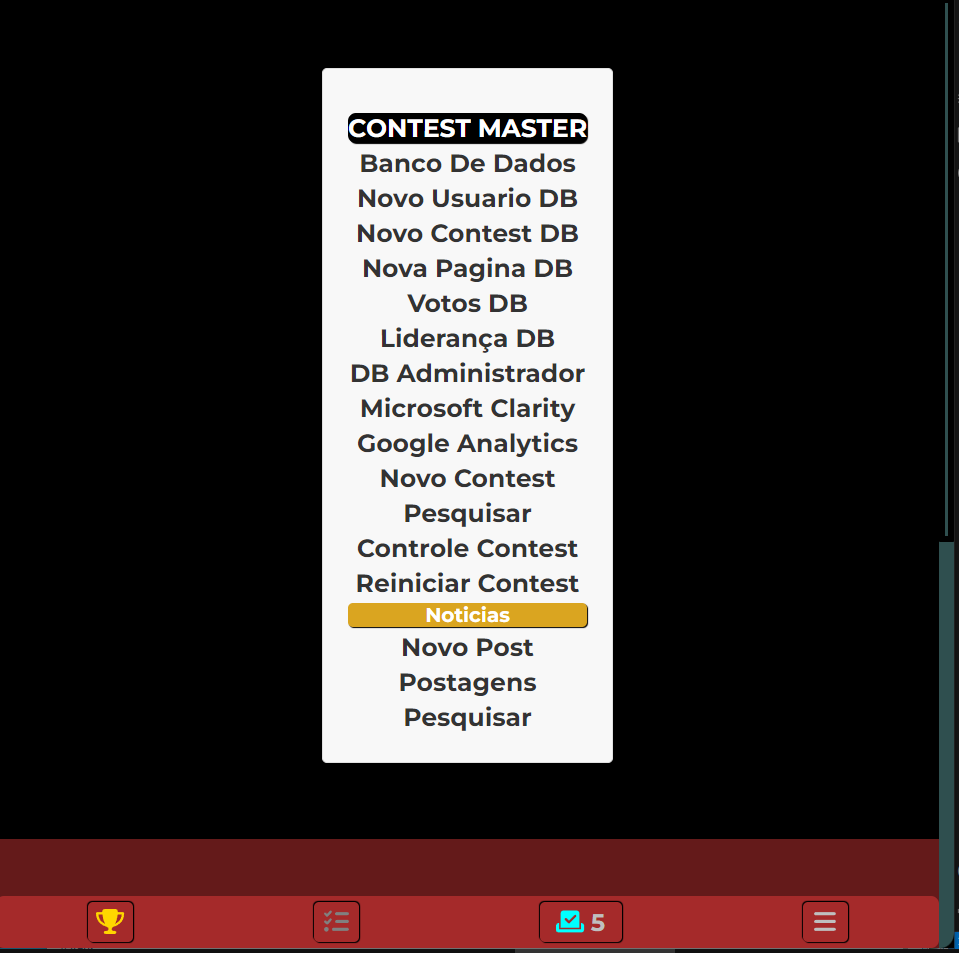 CONTEST MASTER
Banco De Dados
Novo Usuario DB
Novo Contest DB
Nova Pagina DB
Votos DB
Liderança DB
DB Administrador
Microsoft Clarity
Google Analytics
Novo Contest
Pesquisar
Controle Contest
Reiniciar Contest
Noticias
Novo Post
Postagens
Pesquisar
5